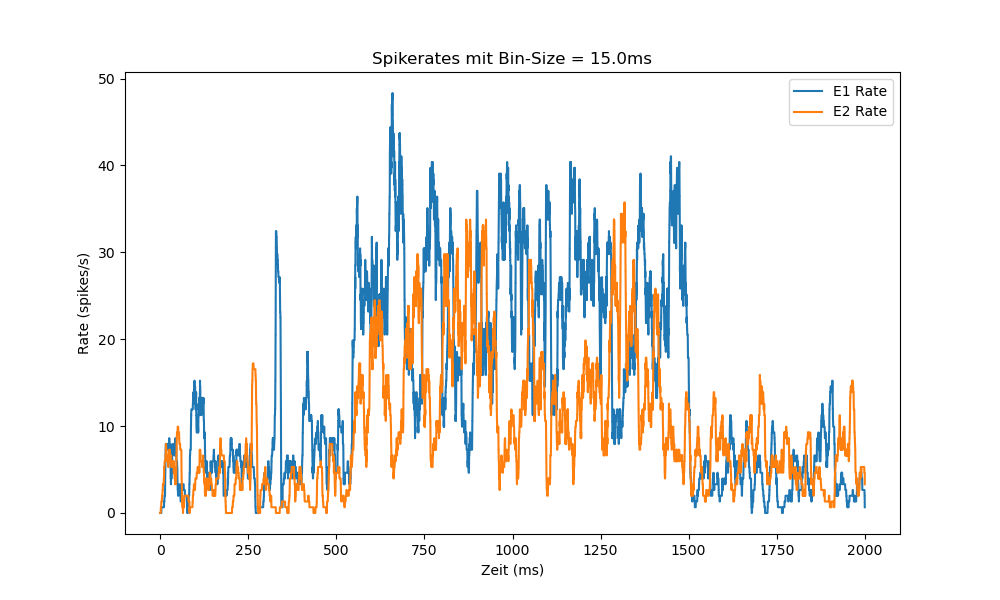 Spikerates mit Bin-Size = 15.0ms
50
40
30
20
10
0
Rate (spikes/s)
E1 Rate
E2 Rate
0 250 500 750 1000 1250 1500 1750 2000
Zeit (ms)